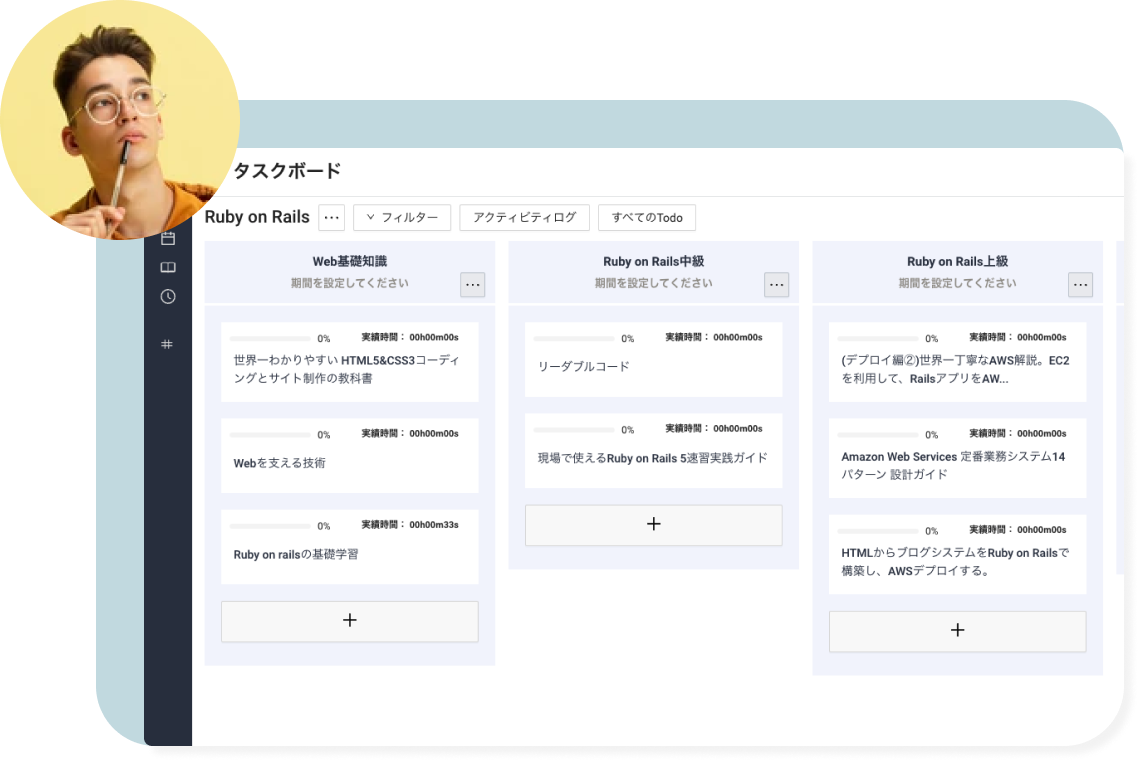 タスクボード
Ruby on Rails ... フィルター アクティビティログ すべてのTodo
Web基礎知識
期間を設定してください
...
0% 実績時間： 00h00m00s
世界一わかりやすい HTML5&CSS3コーディ
ングとサイト制作の教科書
0% 実績時間： 00h00m00s
Webを支える技術
0% 実績時間： 00h00m33s
Ruby on railsの基礎学習
+
Ruby on Rails中級
期間を設定してください
...
0% 実績時間： 00h00m00s
リーダブルコード
0% 実績時間： 00h00m00s
現場で使えるRuby on Rails 5速習実践ガイド
+
Ruby on Rails上級
期間を設定してください
...
0% 実績時間： 00h00m00s
(デプロイ編②)世界一丁寧なAWS解説。EC2
を利用して、RailsアプリをAW...
0% 実績時間： 00h00m00s
Amazon Web Services 定番業務システム14
パターン 設計ガイド
0% 実績時間： 00h00m00s
HTMLからブログシステムをRuby on Railsで
構築し、AWSデプロイする。
+